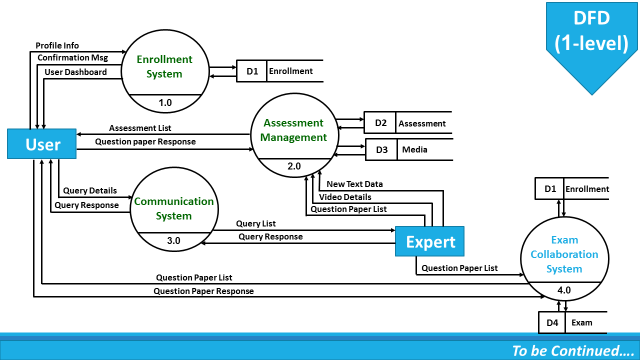 DFD
(1-level)
Profile Info
Confirmation Msg
User Dashboard
Enrollment
System
1.0
D1 Enrollment
Assessment
Management
2.0
D2 Assessment
D3 Media
Assessment List
Question paper Response
User
Query Details
Query Response
Communication
System
3.0
New Text Data
Video Details
Question Paper List
Query List
Query Response
Expert
Question Paper List
D1 Enrollment
Exam
Collaboration
System
4.0
Question Paper List
Question Paper Response
D4 Exam
To be Continued....